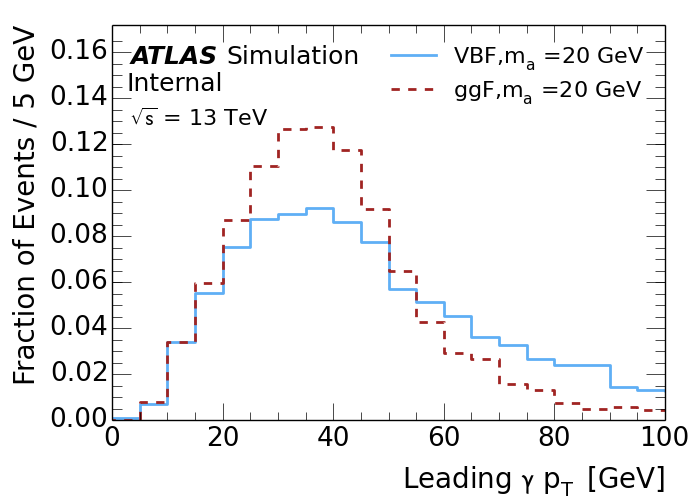 ATLAS Simulation
Internal
√s = 13 TeV
VBF,mₐ =20 GeV
ggF,mₐ =20 GeV
Fraction of Events / 5 GeV
0.16
0.14
0.12
0.10
0.08
0.06
0.04
0.02
0.00
0 20 40 60 80 100
Leading γ p_T [GeV]